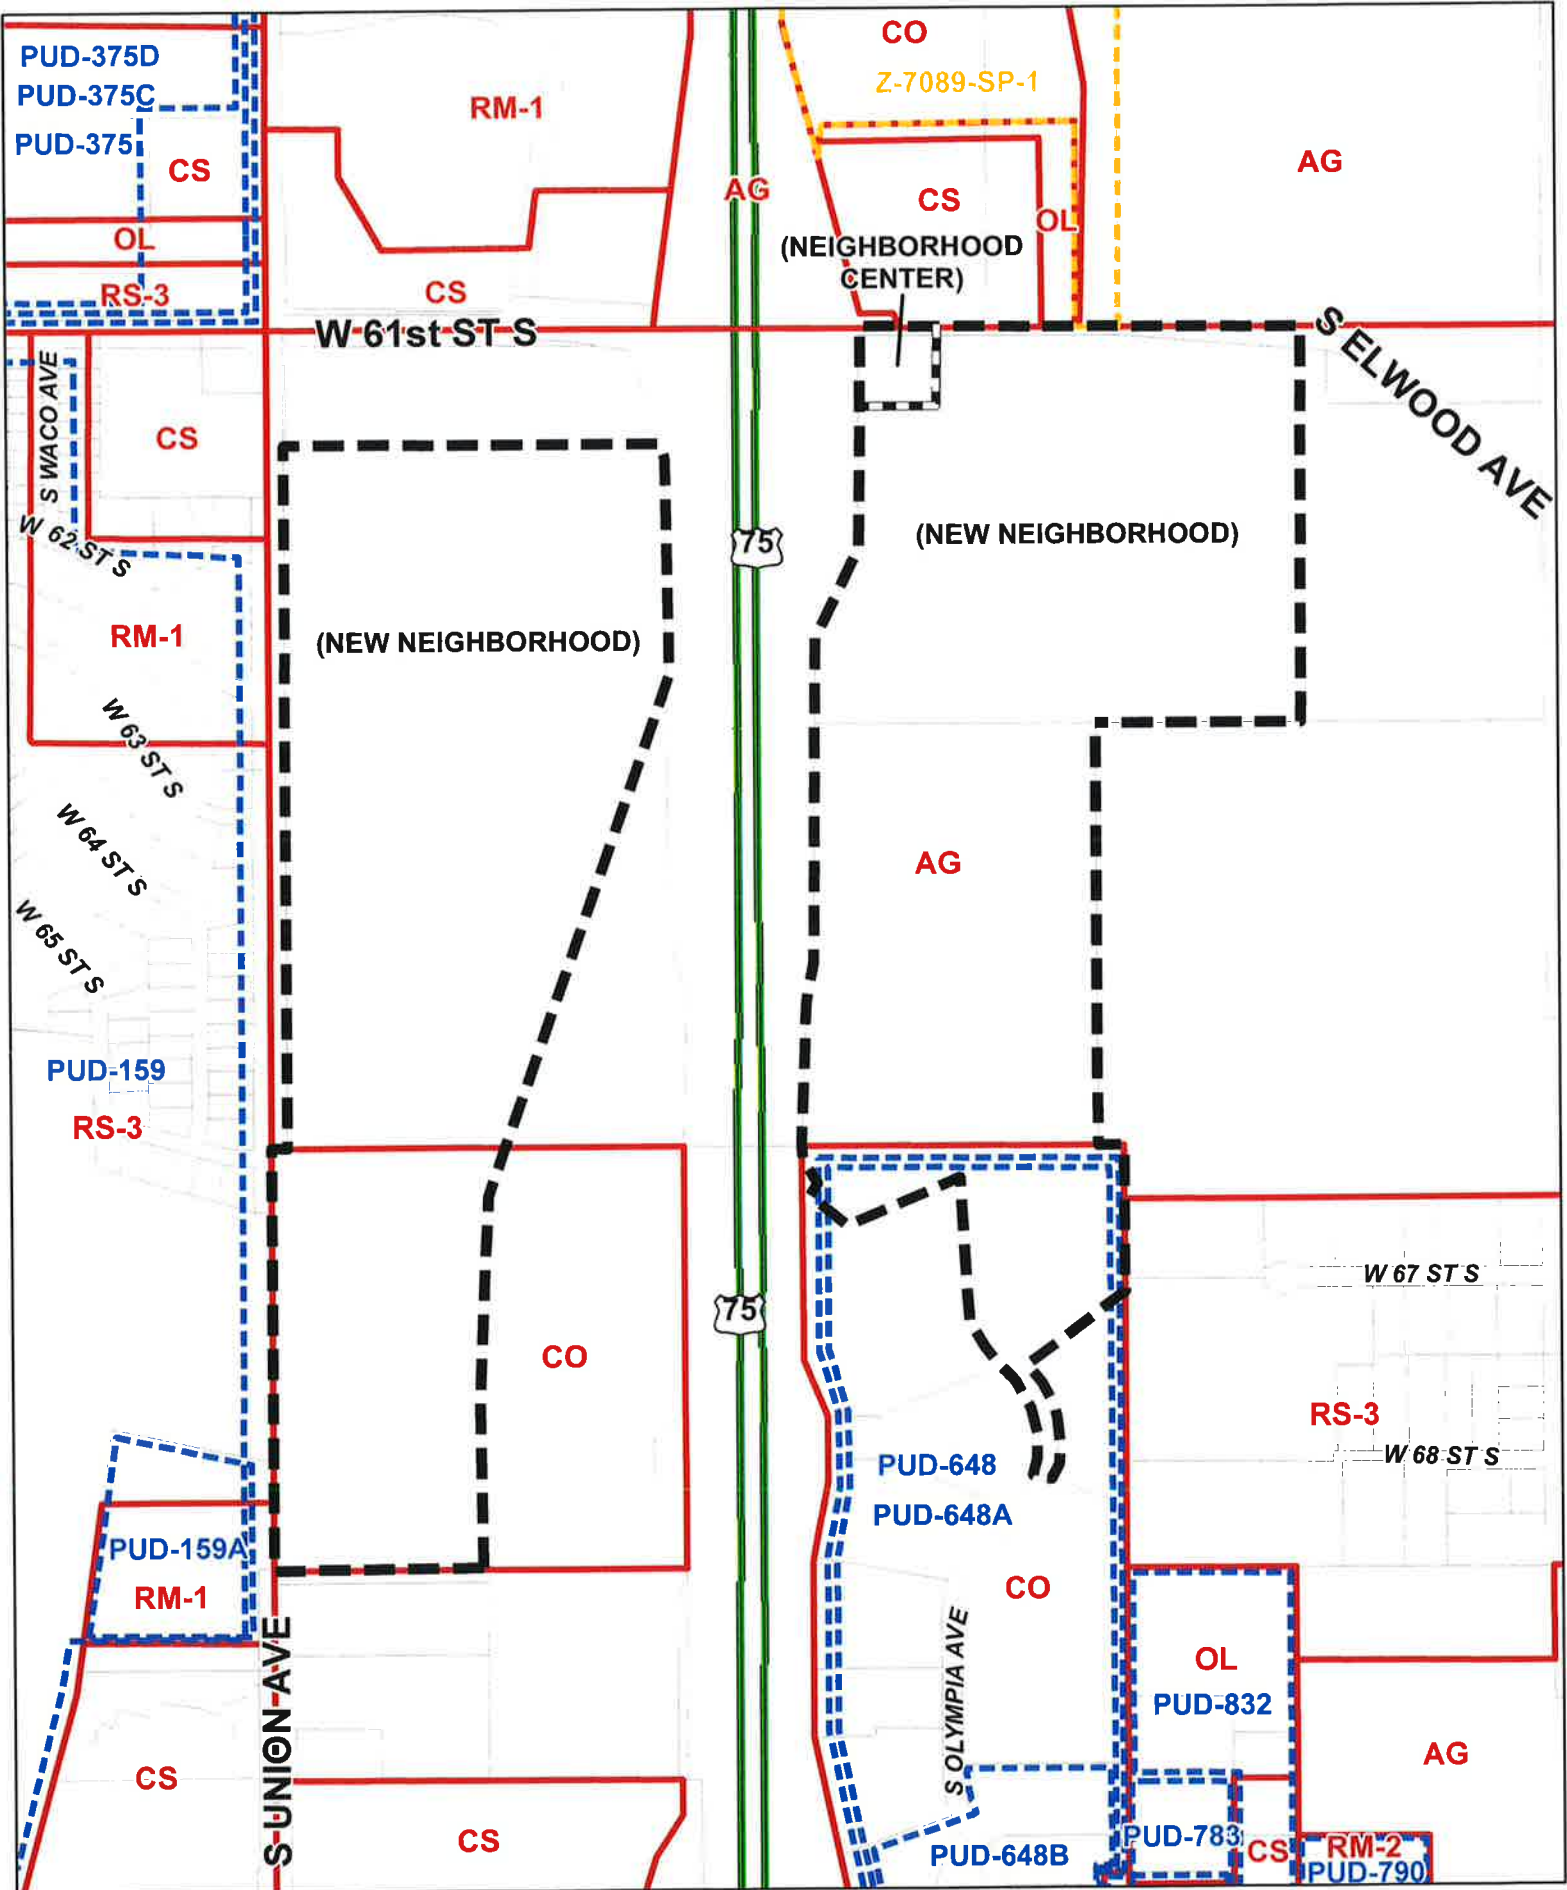 CO
PUD-375D
Z-7089-SP-1
PUD-375C
RM-1
PUD-375
AG
CS
AG
CS
OL
OL
(NEIGHBORHOOD
CENTER)
RS-3
CS
W 61st ST S
S ELWOOD AVE
S WACO AVE
CS
(NEW NEIGHBORHOOD)
75
W 62 ST S
RM-1
(NEW NEIGHBORHOOD)
W 63 ST S
W 64 ST S
AG
W 65 ST S
PUD-159
RS-3
W 67 ST S
75
CO
RS-3
W 68 ST S
PUD-648
PUD-648A
PUD-159A
RM-1
CO
S OLYMPIA AVE
OL
PUD-832
S UNION AVE
AG
CS
CS
PUD-648B
PUD-783
CS
RM-2
PUD-790